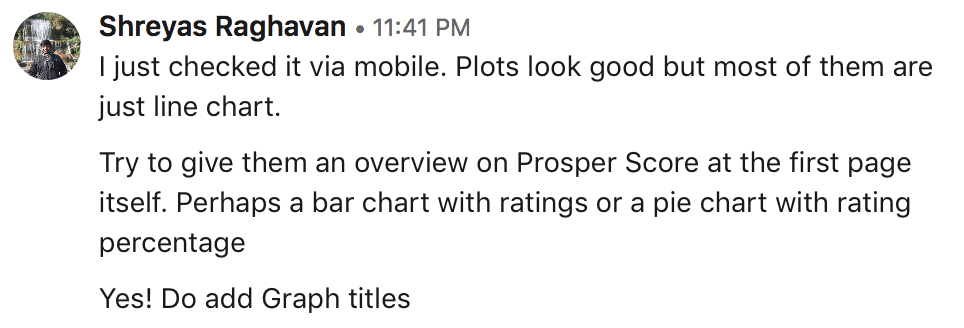 Shreyas Raghavan • 11:41 PM
I just checked it via mobile. Plots look good but most of them are
just line chart.
Try to give them an overview on Prosper Score at the first page
itself. Perhaps a bar chart with ratings or a pie chart with rating
percentage
Yes! Do add Graph titles